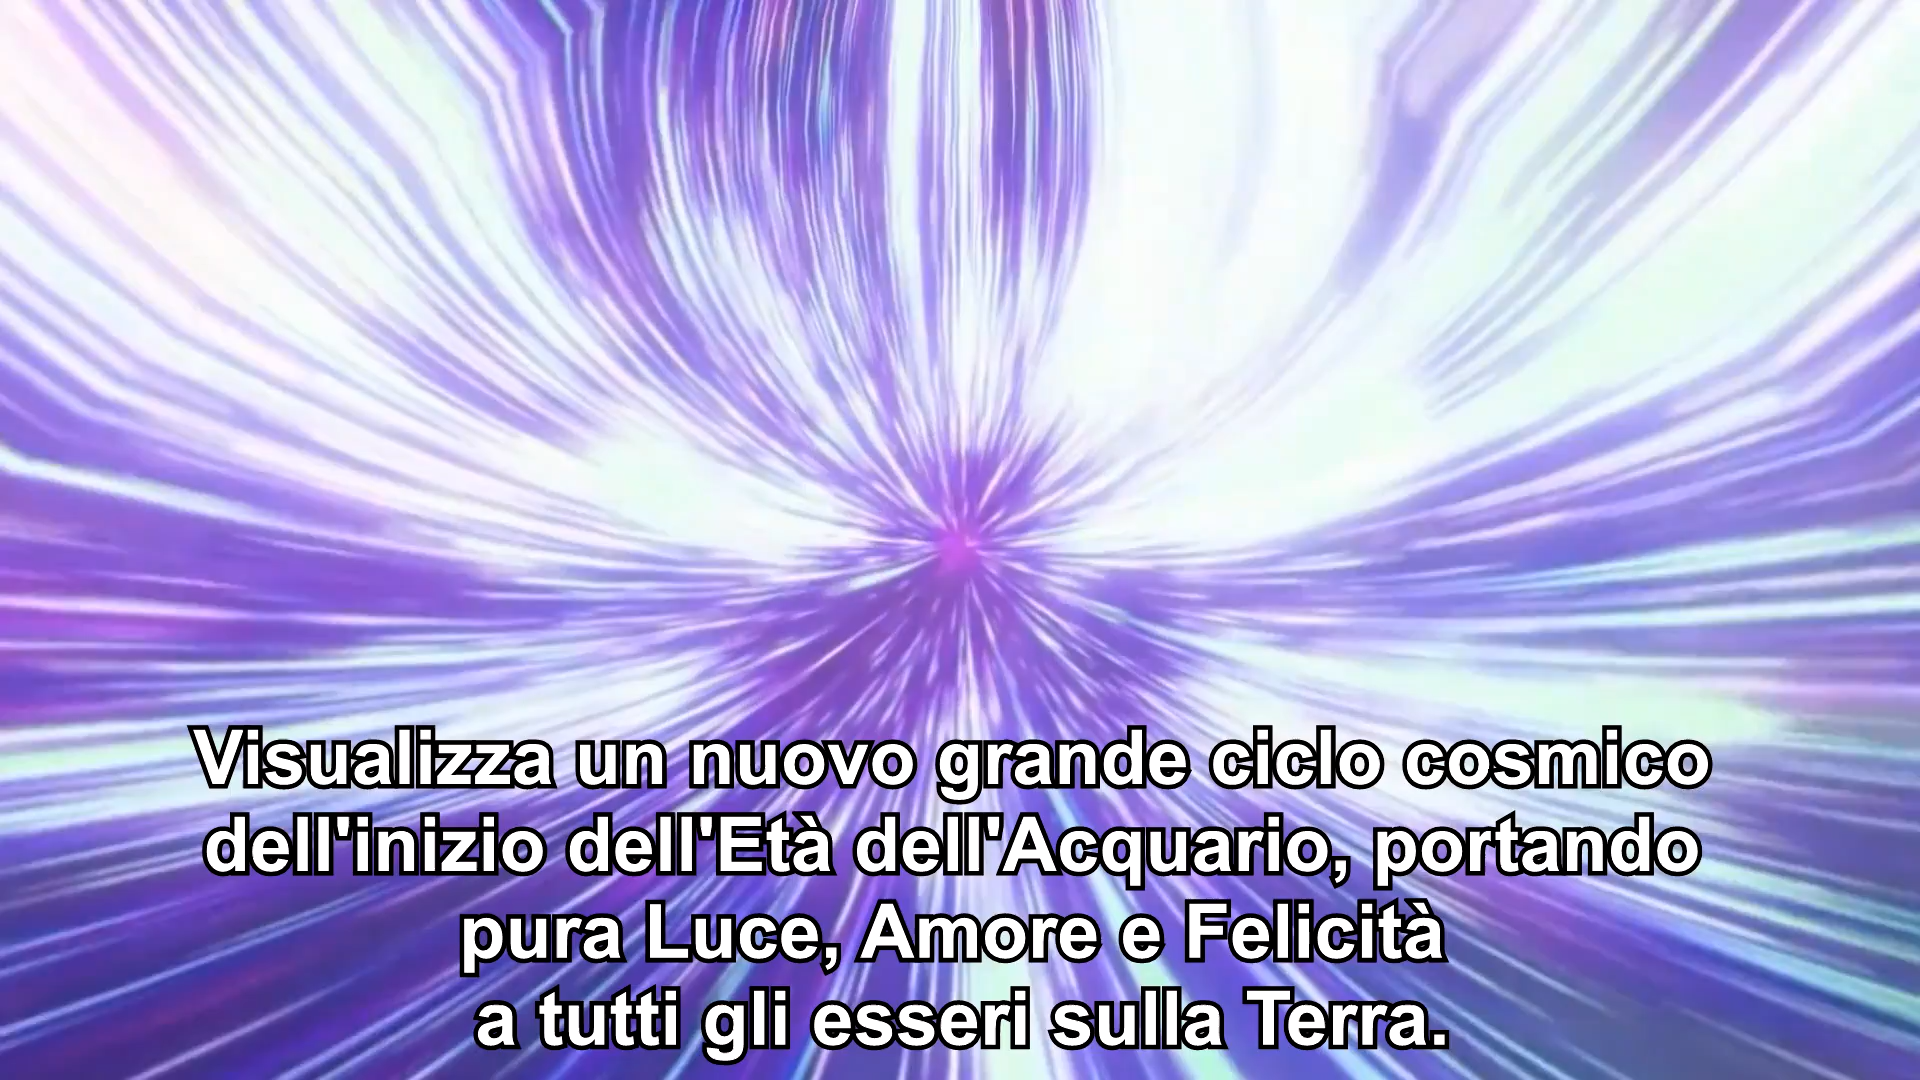 Visualizza un nuovo grande ciclo cosmico
dell'inizio dell'Età dell'Acquario, portando
pura Luce, Amore e Felicità
a tutti gli esseri sulla Terra.